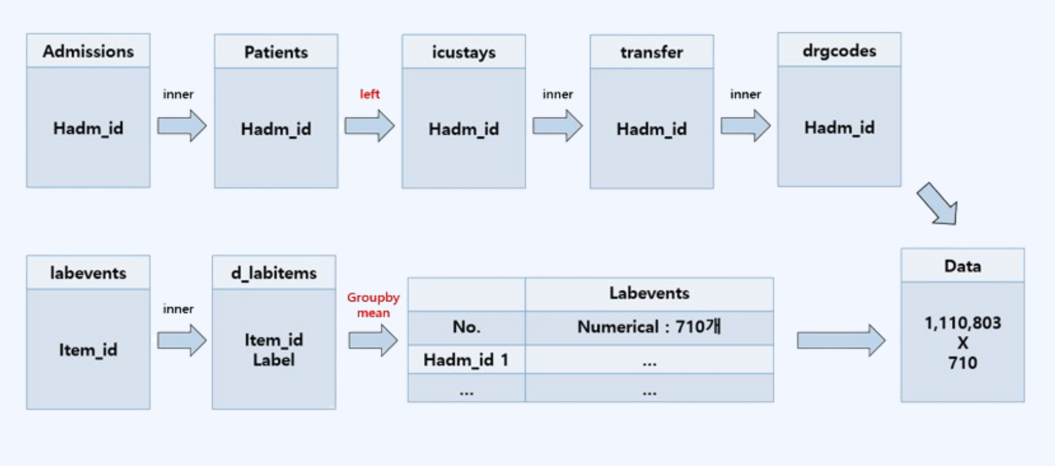 Admissions
Hadm_id
inner
Patients
Hadm_id
left
icustays
Hadm_id
inner
transfer
Hadm_id
inner
drgcodes
Hadm_id
labevents
Item_id
inner
d_labitems
Item_id
Label
Groupby
mean
Labevents
No.
Numerical : 710개
Hadm_id 1
...
...
...
Data
1,110,803
X
710